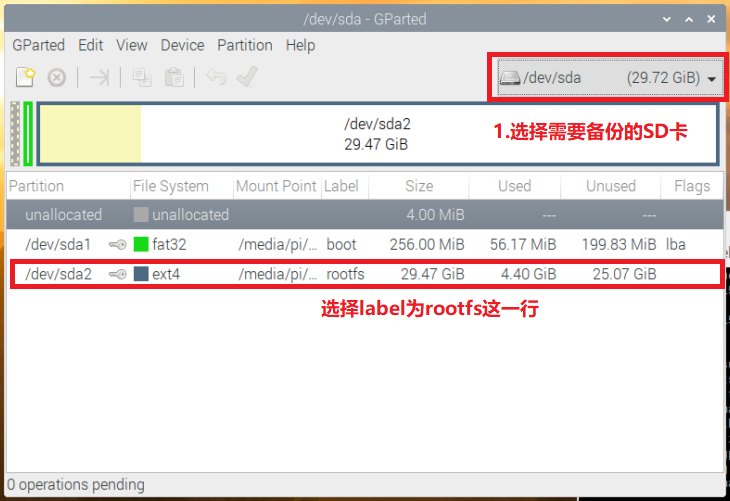 /dev/sda - GParted
GParted Edit View Device Partition Help
/dev/sda (29.72 GiB)
/dev/sda2
29.47 GiB
1.选择需要备份的SD卡
Partition File System Mount Point Label Size Used Unused Flags
unallocated unallocated 4.00 MiB --- ---
/dev/sda1 fat32 /media/pi/... boot 256.00 MiB 56.17 MiB 199.83 MiB lba
/dev/sda2 ext4 /media/pi/... rootfs 29.47 GiB 4.40 GiB 25.07 GiB
选择label为rootfs这一行
0 operations pending